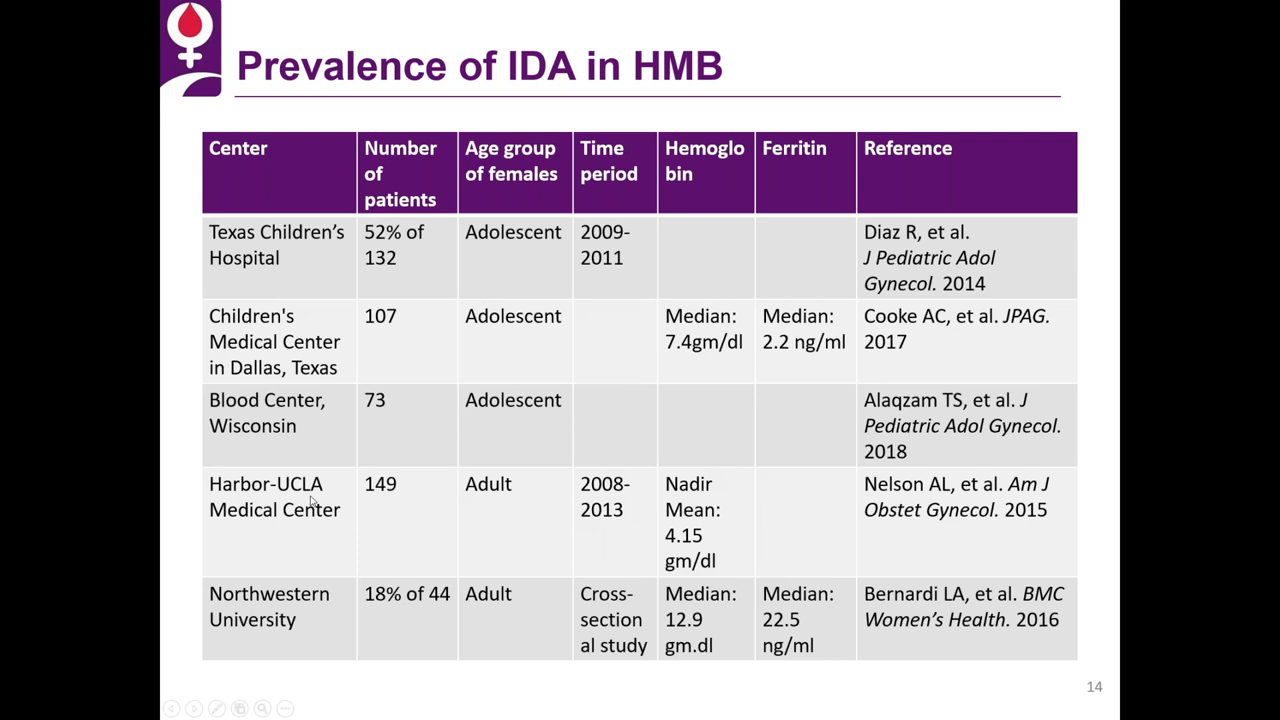 Prevalence of IDA in HMB
Center
Number
of
patients
Age group
of females
Time
period
Hemoglo
bin
Ferritin
Reference
Texas Children’s
Hospital
52% of
132
Adolescent
2009-
2011
Diaz R, et al.
J Pediatric Adol
Gynecol. 2014
Children's
Medical Center
in Dallas, Texas
107
Adolescent
Median:
7.4gm/dl
Median:
2.2 ng/ml
Cooke AC, et al. JPAG.
2017
Blood Center,
Wisconsin
73
Adolescent
Alaqzam TS, et al. J
Pediatric Adol Gynecol.
2018
Harbor-UCLA
Medical Center
149
Adult
2008-
2013
Nadir
Mean:
4.15
gm/dl
Nelson AL, et al. Am J
Obstet Gynecol. 2015
Northwestern
University
18% of 44
Adult
Cross-
section
al study
Median:
12.9
gm.dl
Median:
22.5
ng/ml
Bernardi LA, et al. BMC
Women’s Health. 2016
14